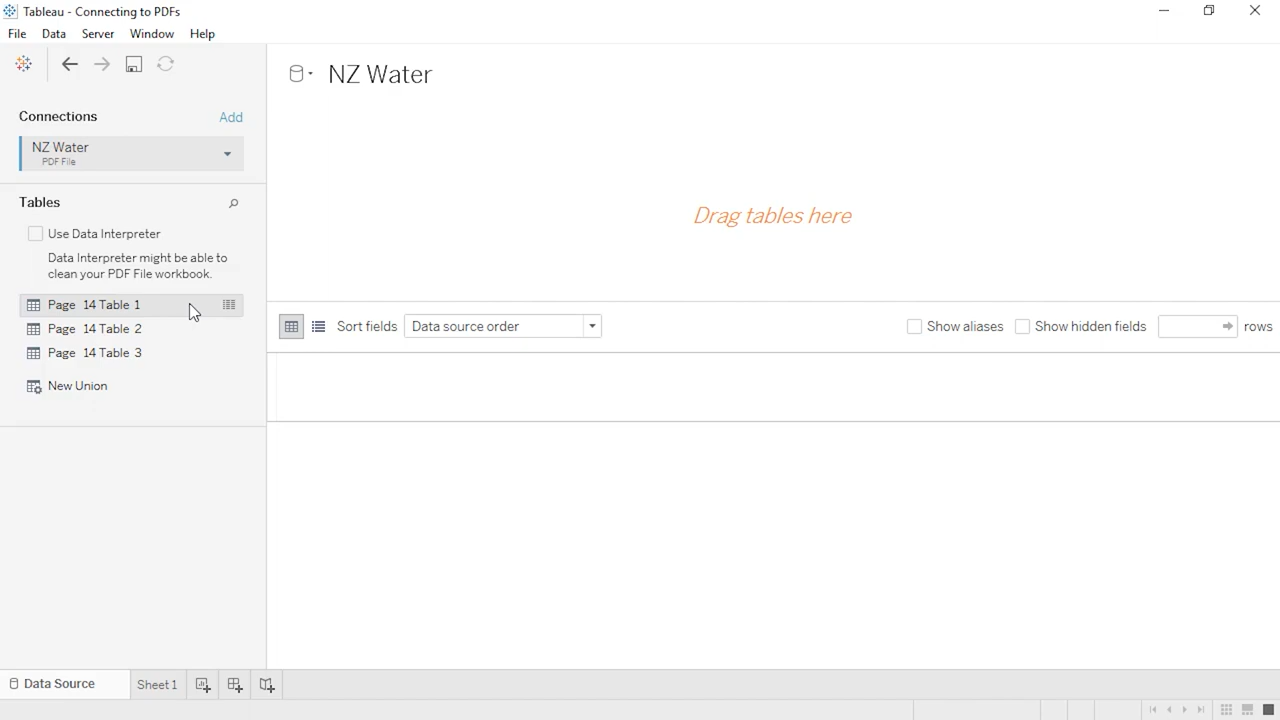 Tableau - Connecting to PDFs
File Data Server Window Help
NZ Water
Connections Add
NZ Water
PDF File
Tables
Use Data Interpreter
Data Interpreter might be able to
clean your PDF File workbook.
Page 14 Table 1
Page 14 Table 2
Page 14 Table 3
New Union
Drag tables here
Sort fields Data source order Show aliases Show hidden fields rows
Data Source Sheet 1